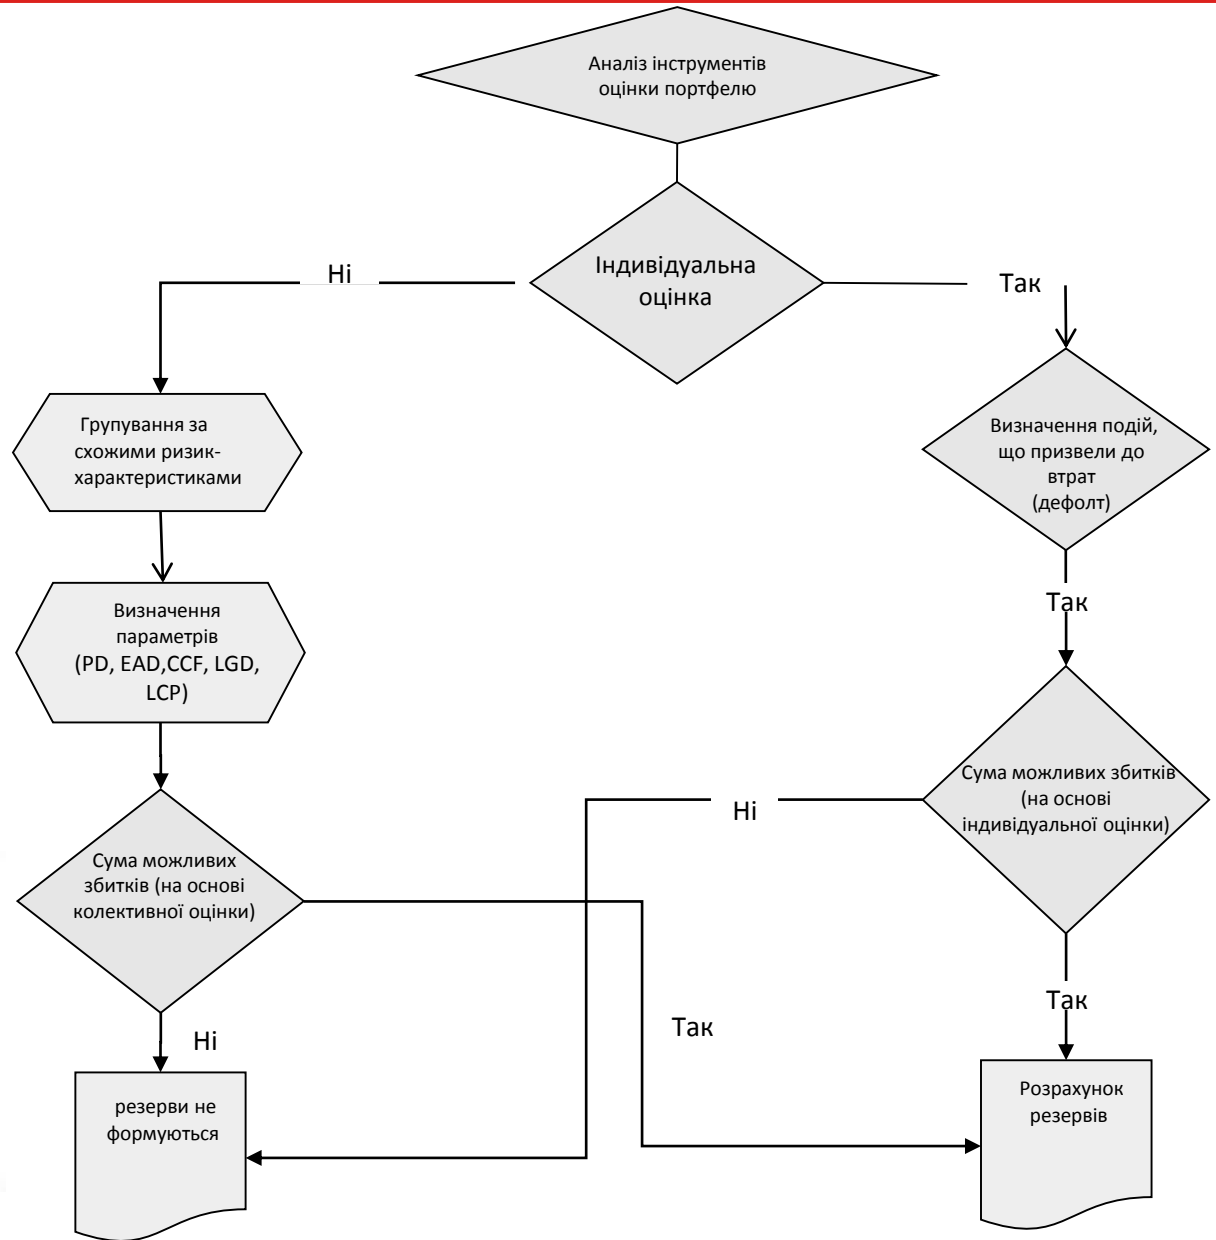 Аналіз інструментів
оцінки портфелю
Індивідуальна
оцінка
Ні
Так
Групування за
схожими ризик-
характеристиками
Визначення подій,
що призвели до
втрат
(дефолт)
Визначення
параметрів
(PD, EAD,CCF, LGD,
LCP)
Так
Сума можливих збитків
(на основі
індивідуальної оцінки)
Ні
Сума можливих
збитків (на основі
колективної оцінки)
Так
Так
Ні
резерви не
формуються
Розрахунок
резервів